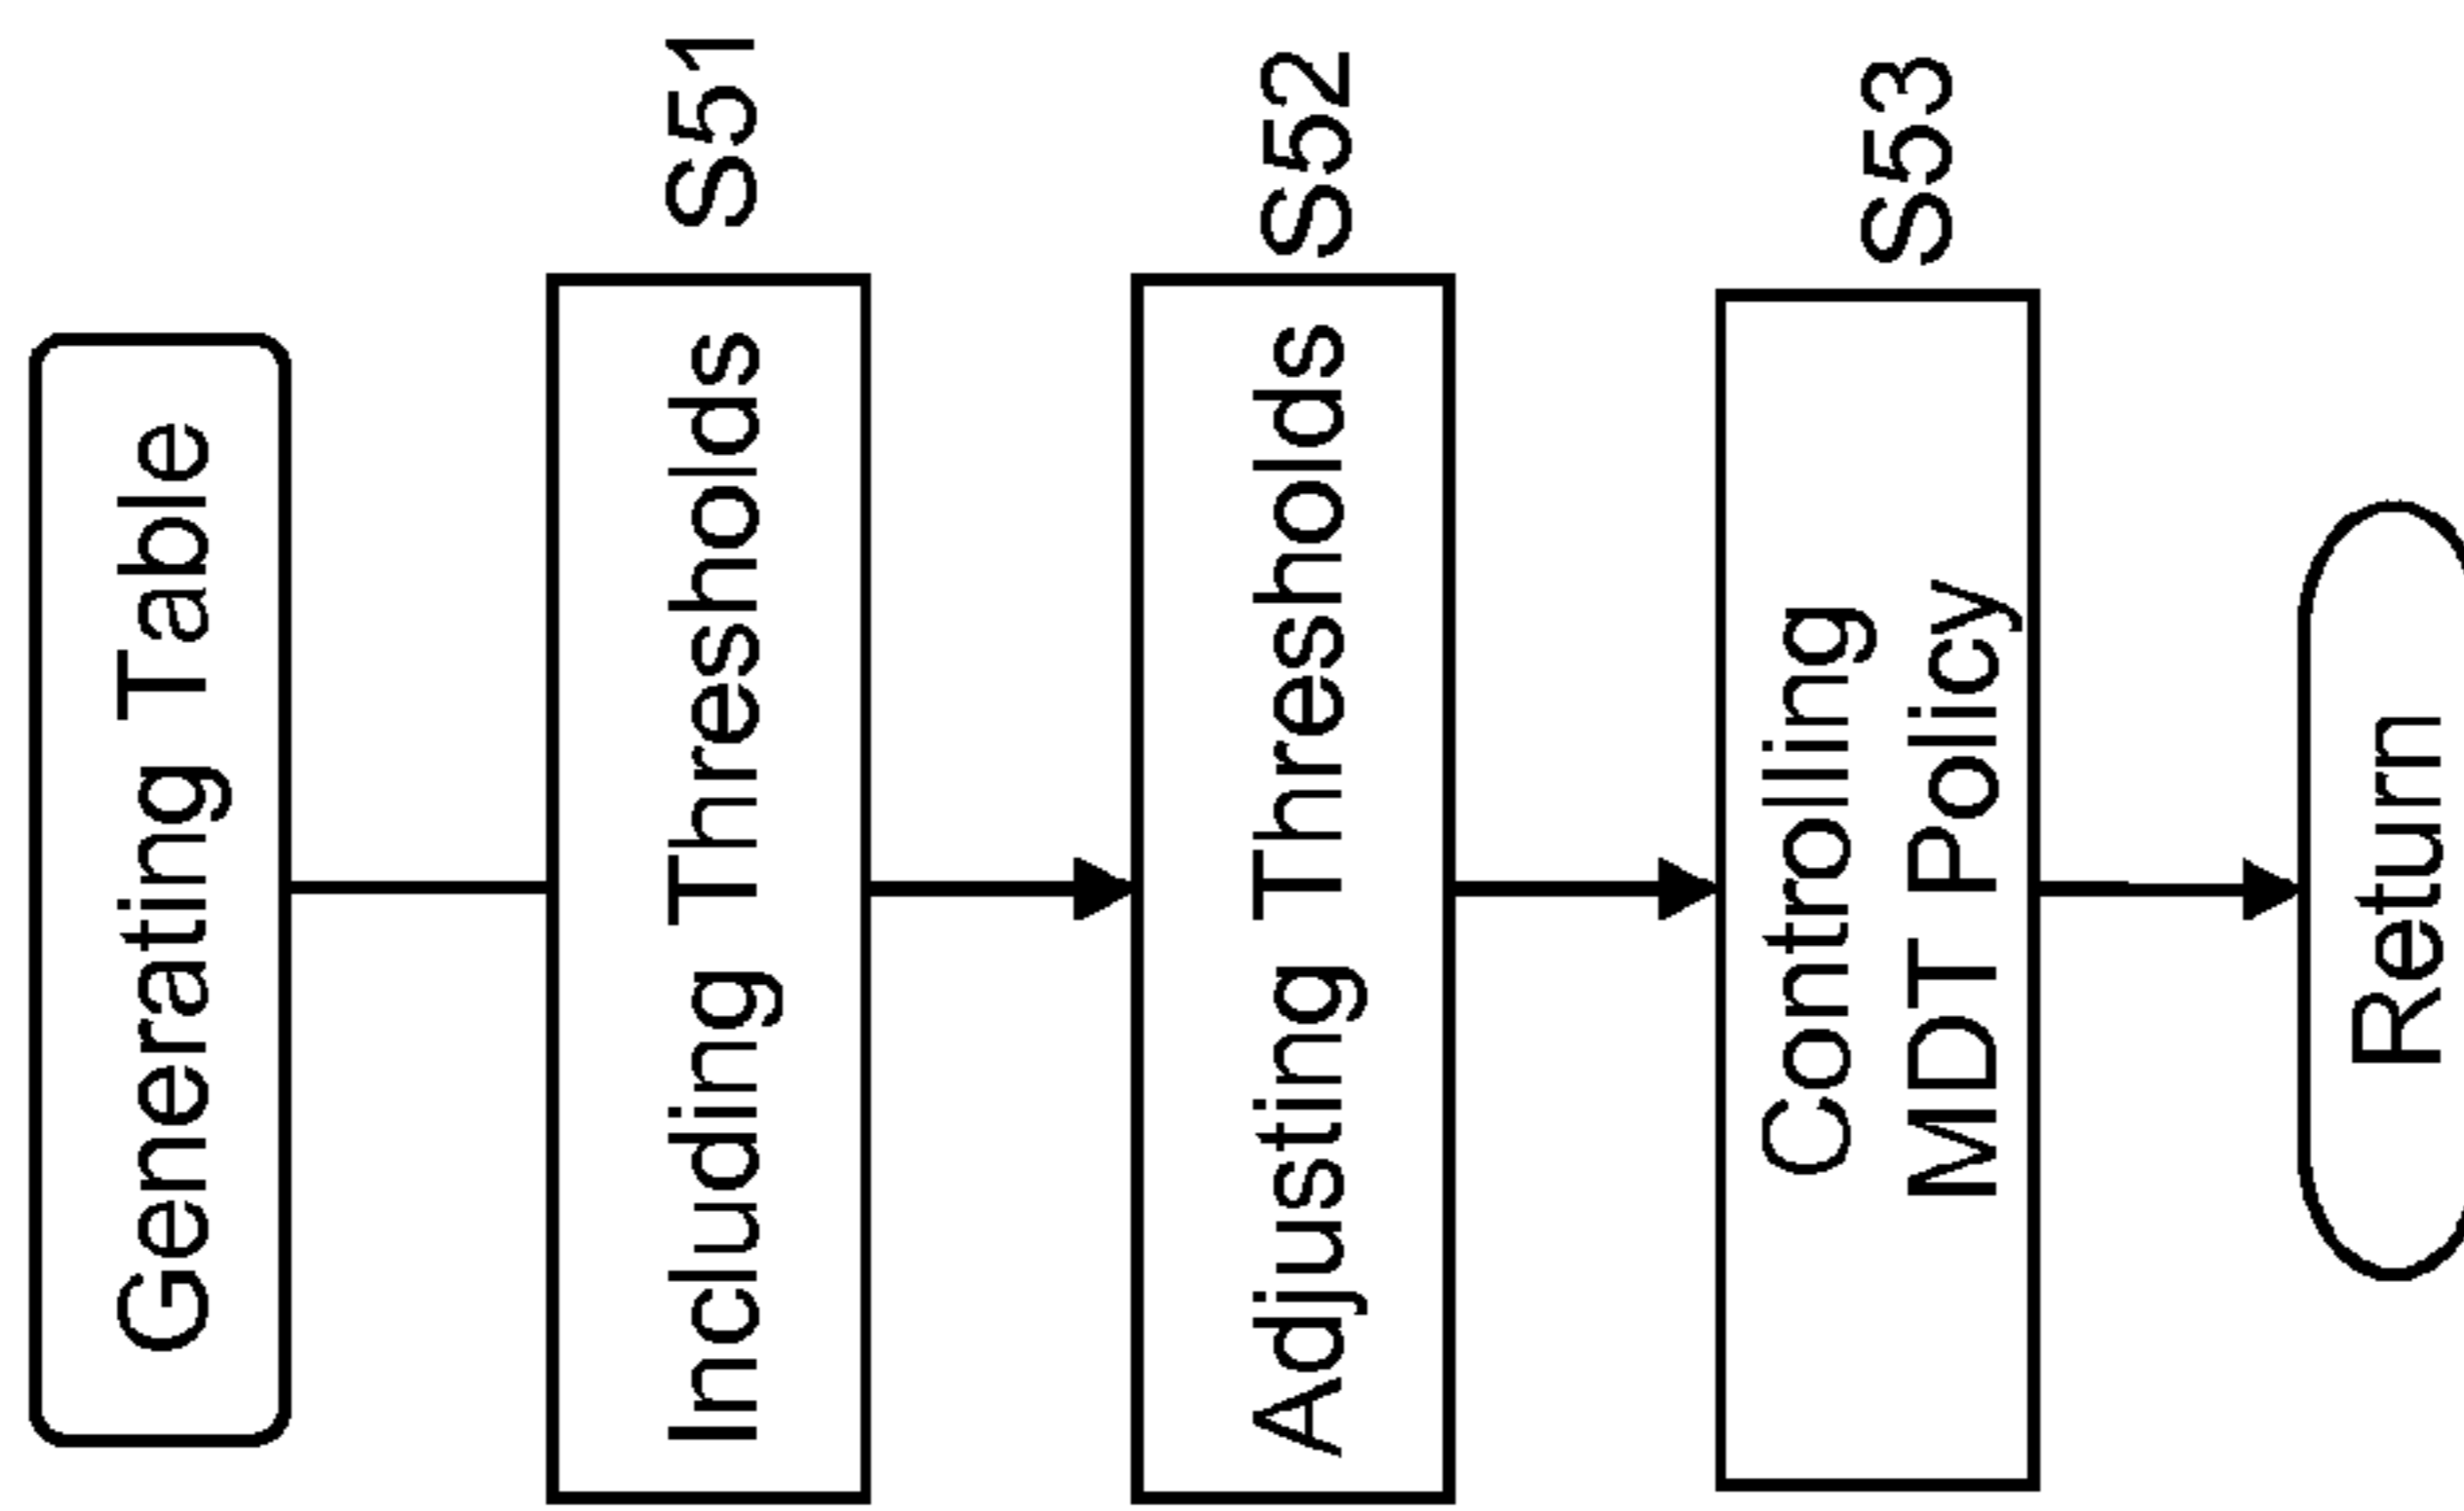 Generating Table
S51
Including Thresholds
S52
Adjusting Thresholds
S53
Controlling
MDT Policy
Return